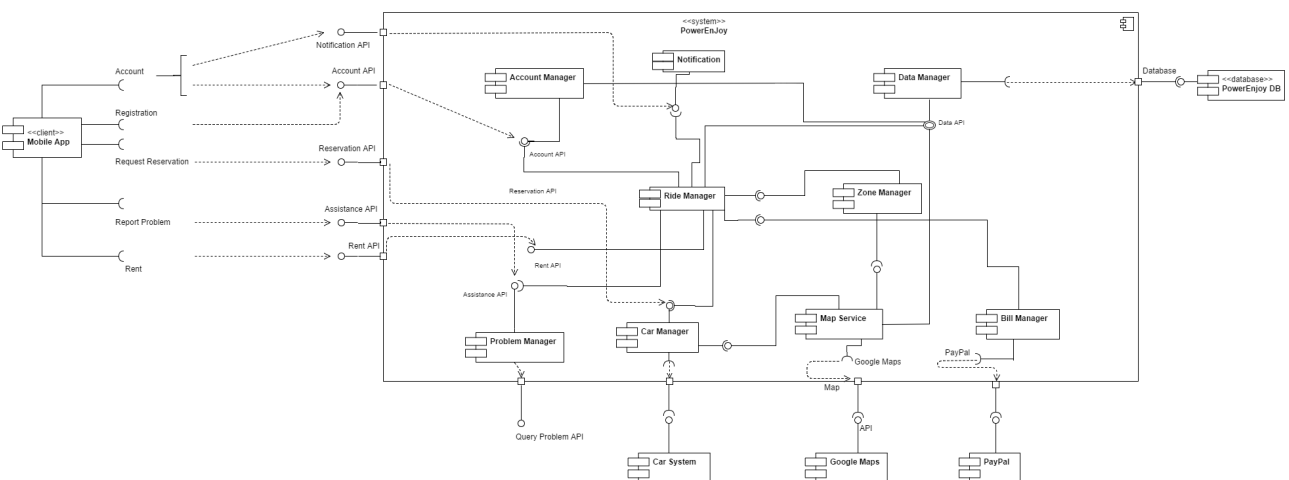 <<system>>
PowerEnJoy
Notification API
Notification
Account
Account API
Account Manager
Data Manager
Database
<<database>>
PowerEnjoy DB
Registration
Data API
<<client>>
Mobile App
Reservation API
Account API
Request Reservation
Reservation API
Ride Manager
Zone Manager
Assistance API
Report Problem
Rent API
Rent
Rent API
Assistance API
Map Service
Bill Manager
Car Manager
Problem Manager
PayPal
Google Maps
Map
API
Query Problem API
Car System
Google Maps
PayPal